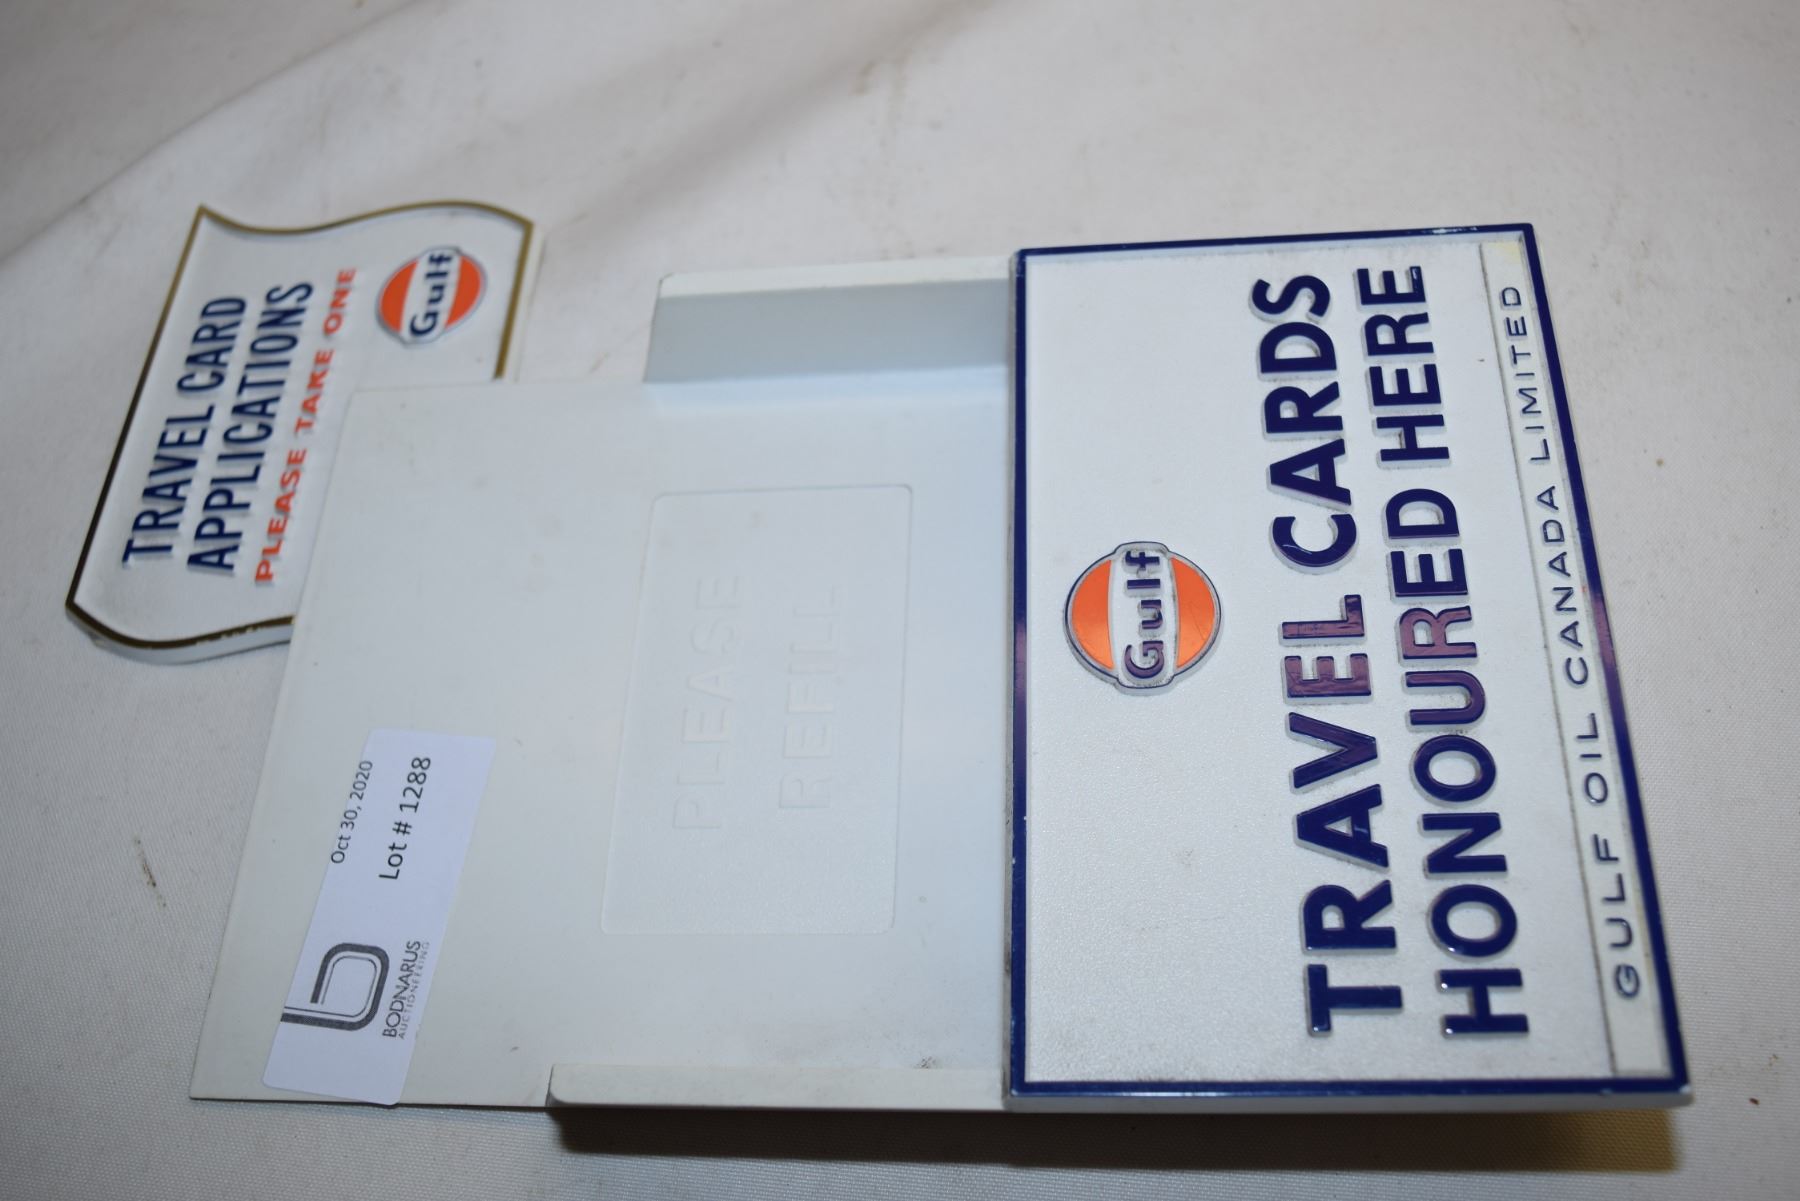 TRAVEL CARD
APPLICATIONS
PLEASE TAKE ONE
Gulf
Oct 30, 2020
Lot # 1288
BODNARUS
AUCTIONEERING
PLEASE
REFILL
Gulf
TRAVEL CARDS
HONOURED HERE
GULF OIL CANADA LIMITED